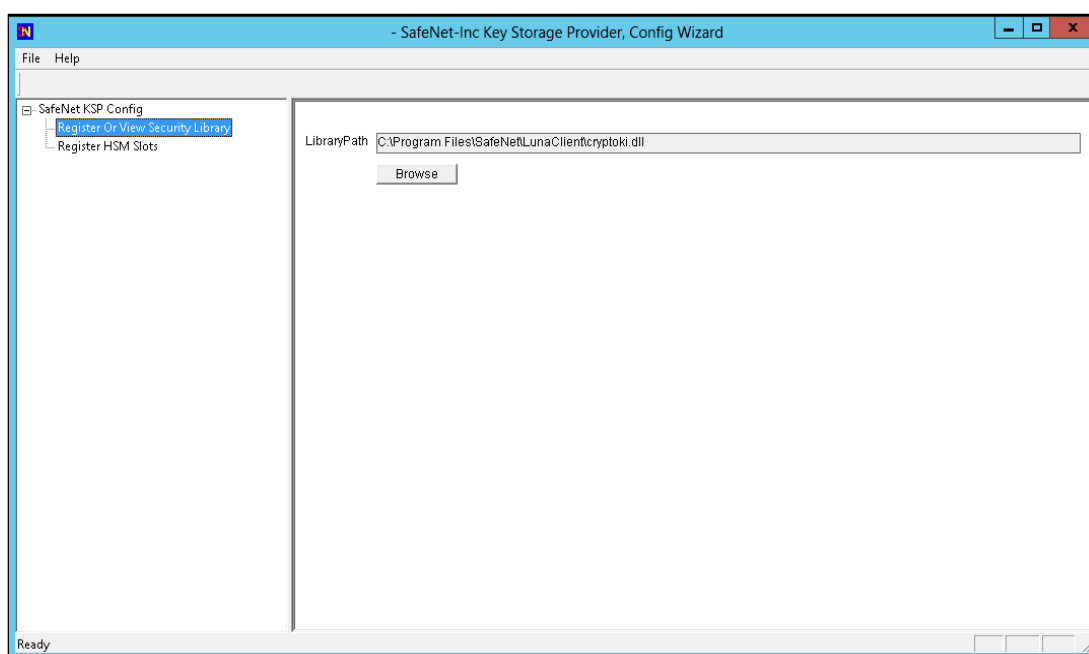 - SafeNet-Inc Key Storage Provider, Config Wizard
File Help
SafeNet KSP Config
Register Or View Security Library
Register HSM Slots
LibraryPath C:\Program Files\SafeNet\LunaClient\cryptoki.dll
Browse
Ready